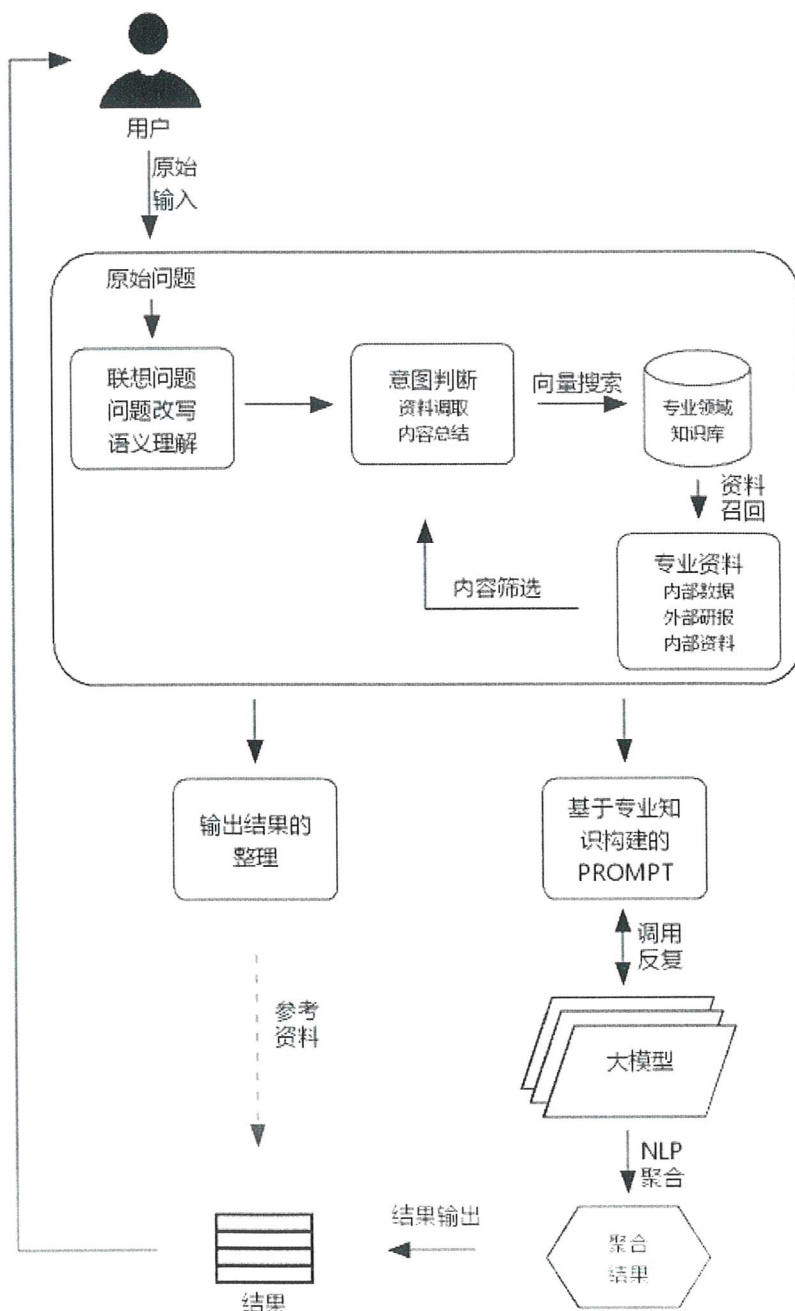 用户
原始
输入
原始问题
联想问题
问题改写
语义理解
意图判断
资料调取
内容总结
向量搜索
专业领域
知识库
资料
召回
专业资料
内部数据
外部研报
内部资料
内容筛选
输出结果的
整理
基于专业知
识构建的
PROMPT
调用
反复
参考
资料
大模型
NLP
聚合
聚合
结果
结果输出
结果